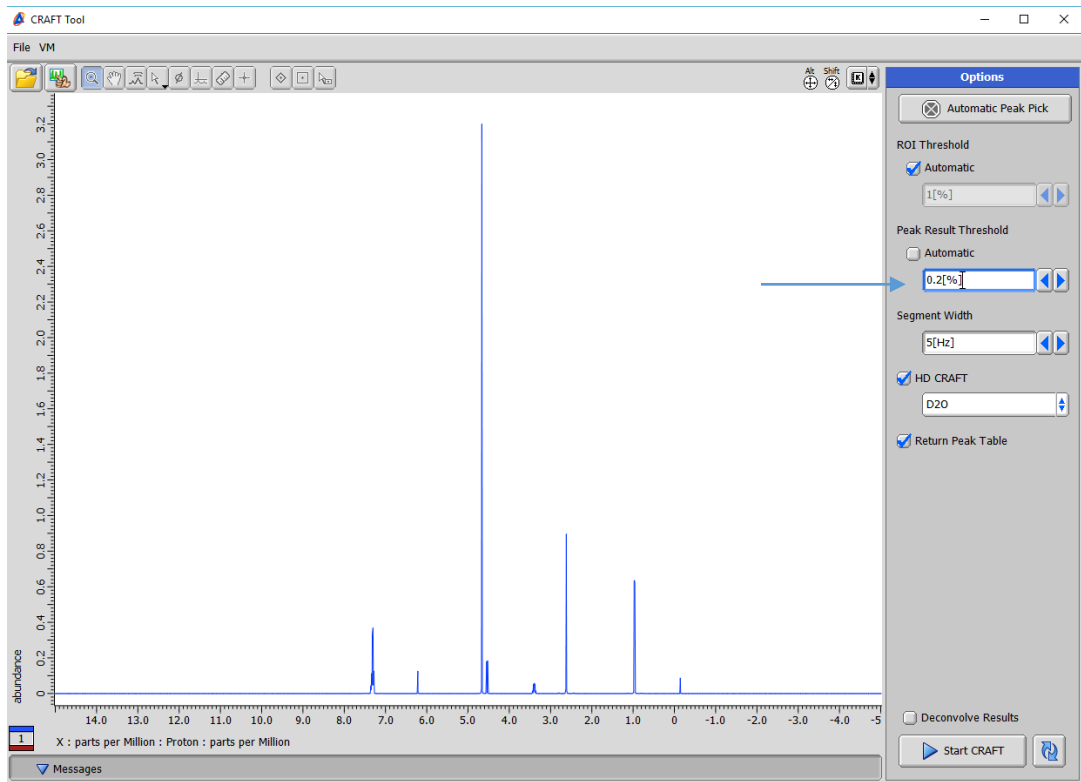 CRAFT Tool
File VM
Alt Shift
Options
Automatic Peak Pick
ROI Threshold
Automatic
1[%]
Peak Result Threshold
Automatic
0.2[%]
Segment Width
5[Hz]
HD CRAFT
D2O
Return Peak Table
Deconvolve Results
Start CRAFT
abundance
3.2
3.0
2.8
2.6
2.4
2.2
2.0
1.8
1.6
1.4
1.2
1.0
0.8
0.6
0.4
0.2
0
14.0 13.0 12.0 11.0 10.0 9.0 8.0 7.0 6.0 5.0 4.0 3.0 2.0 1.0 0 -1.0 -2.0 -3.0 -4.0 -5
1
X : parts per Million : Proton : parts per Million
Messages